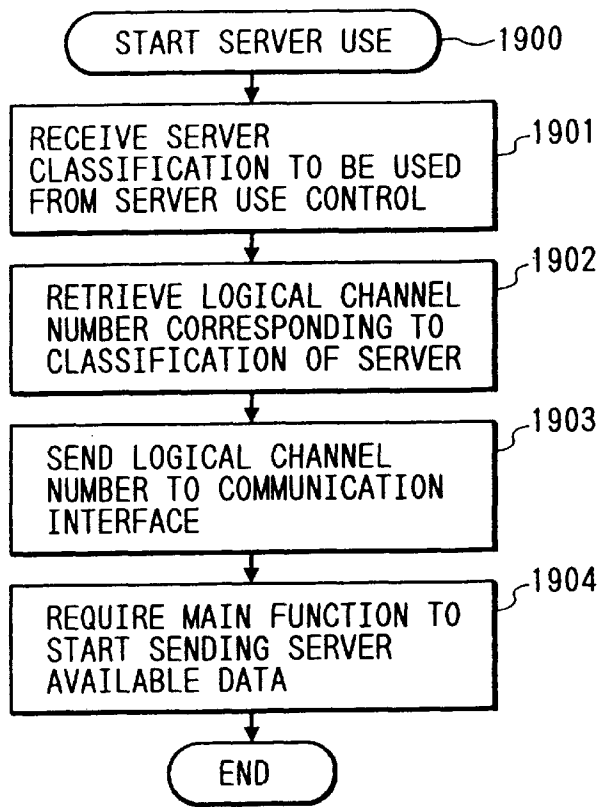 START SERVER USE
1900
RECEIVE SERVER
CLASSIFICATION TO BE USED
FROM SERVER USE CONTROL
1901
RETRIEVE LOGICAL CHANNEL
NUMBER CORRESPONDING TO
CLASSIFICATION OF SERVER
1902
SEND LOGICAL CHANNEL
NUMBER TO COMMUNICATION
INTERFACE
1903
REQUIRE MAIN FUNCTION TO
START SENDING SERVER
AVAILABLE DATA
1904
END